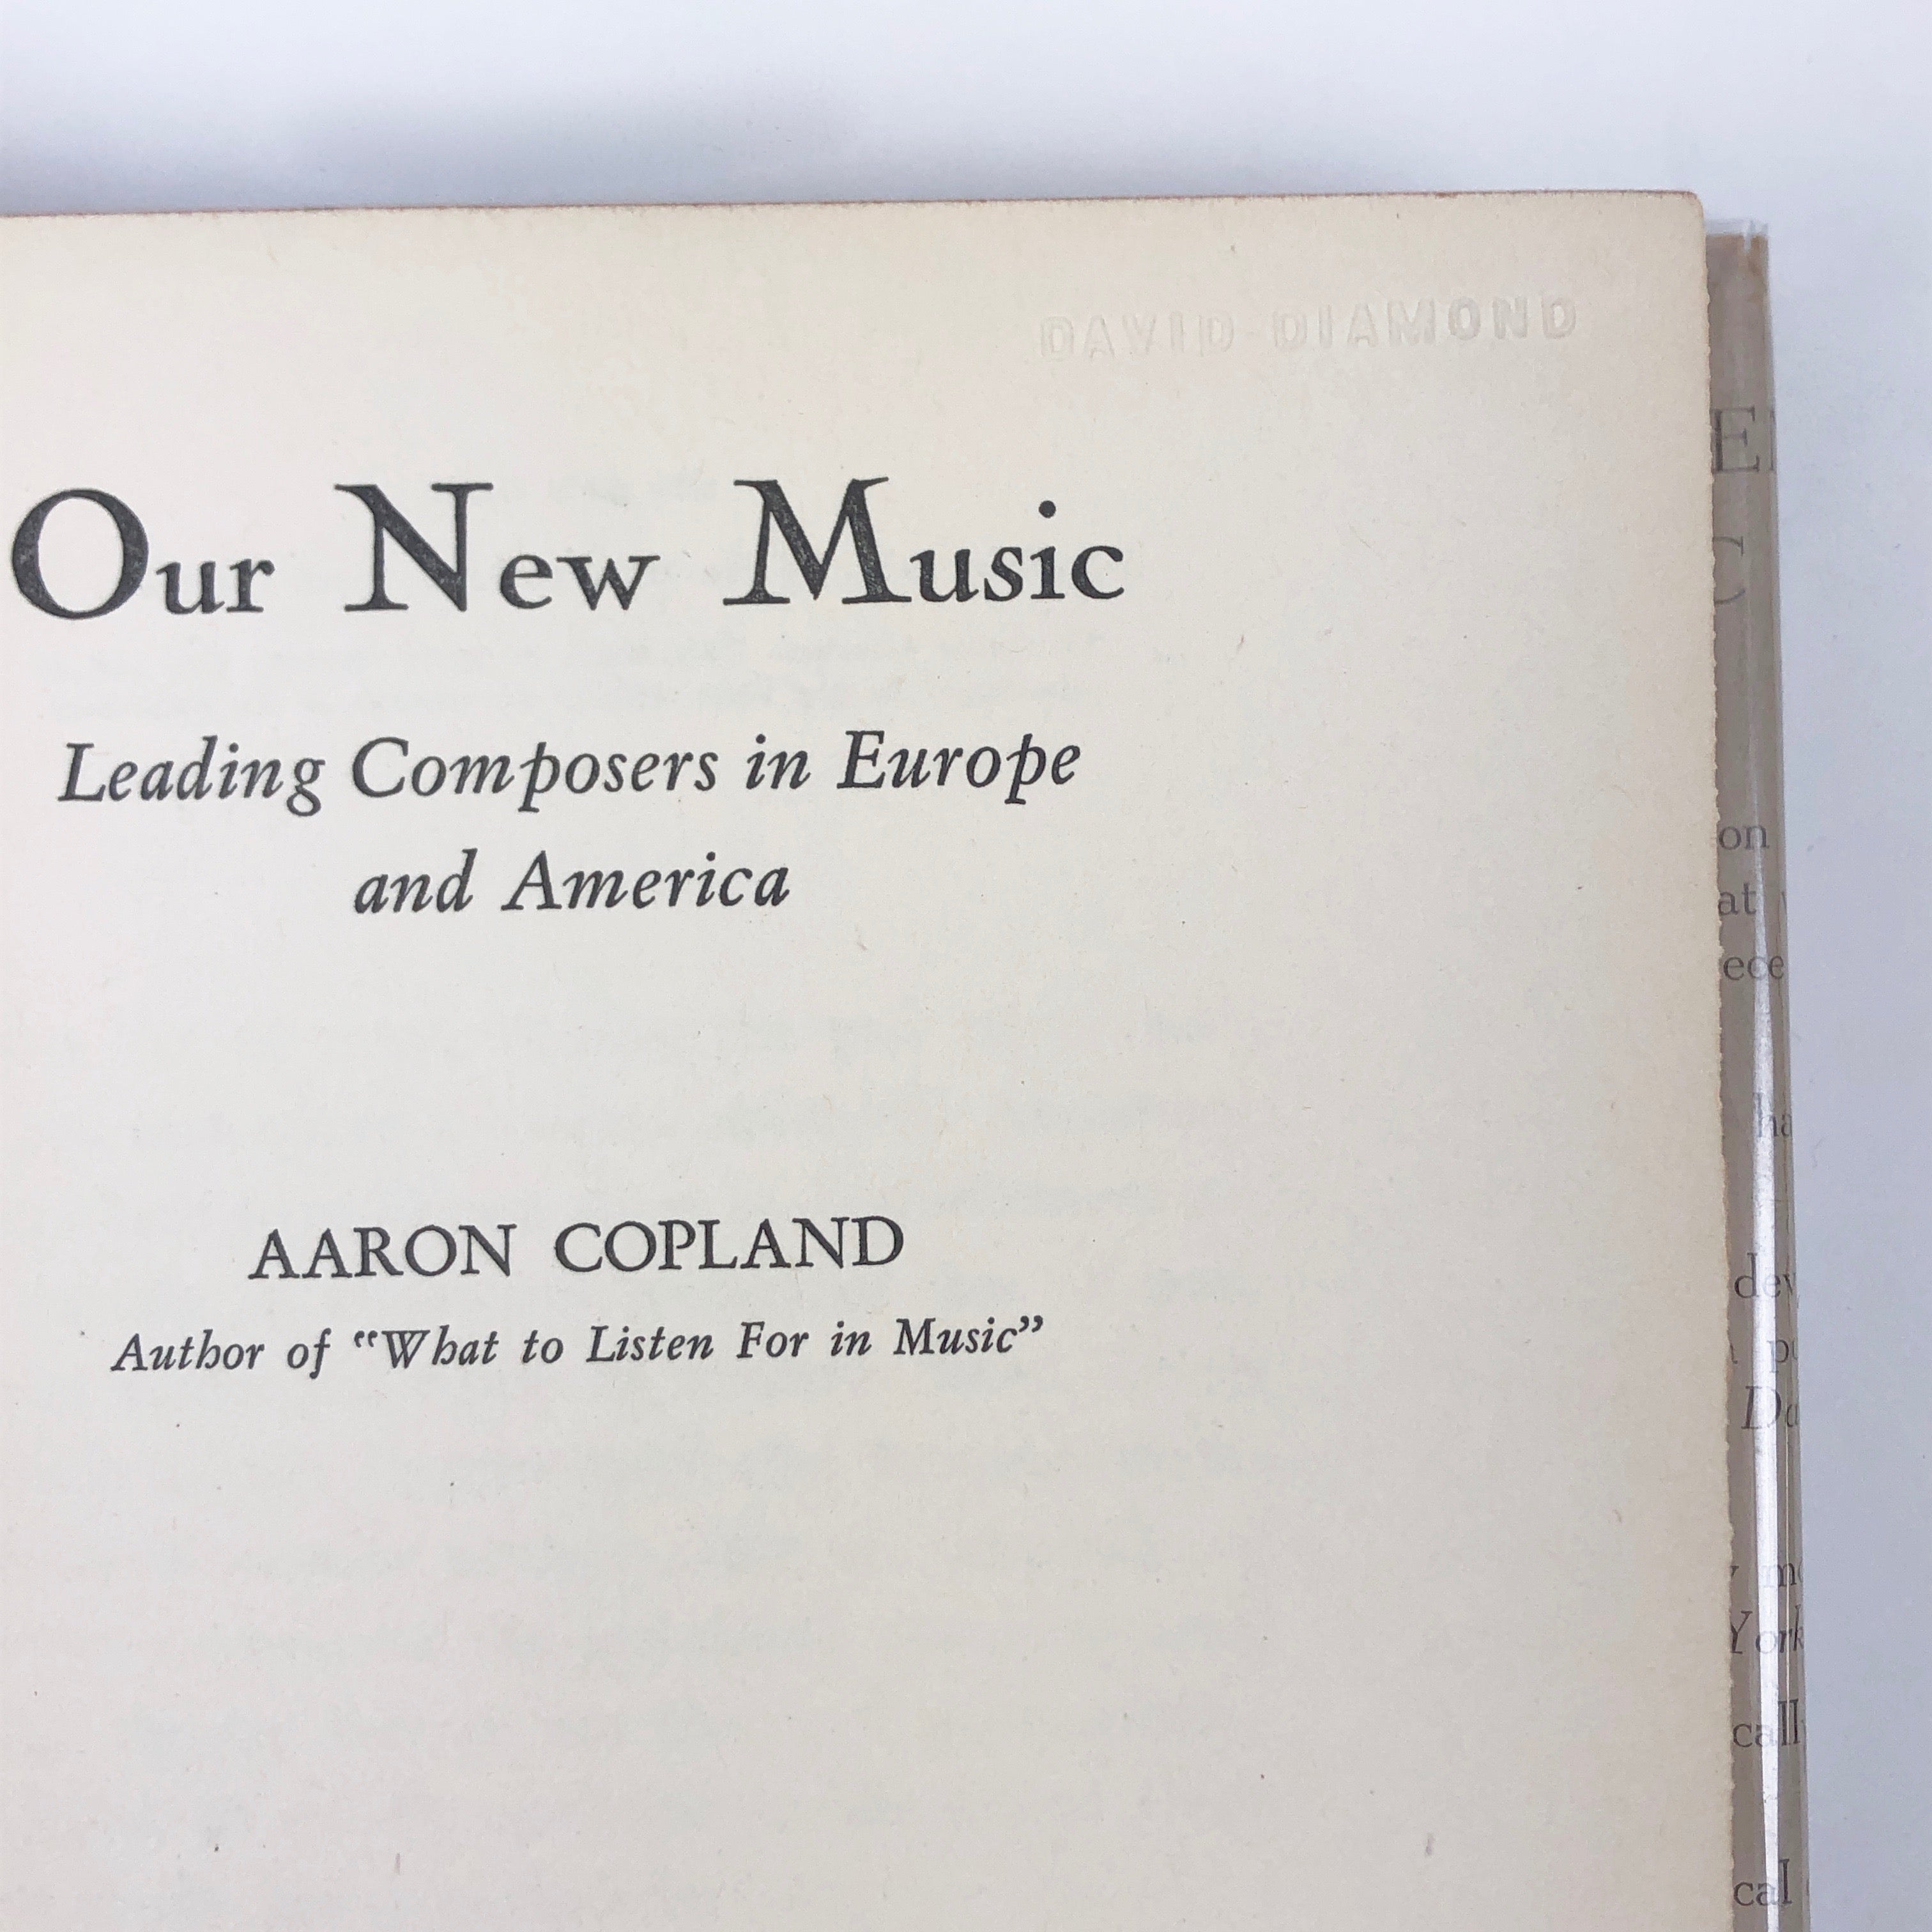 DAVID DIAMOND
Our New Music
Leading Composers in Europe
and America
AARON COPLAND
Author of "What to Listen For in Music"